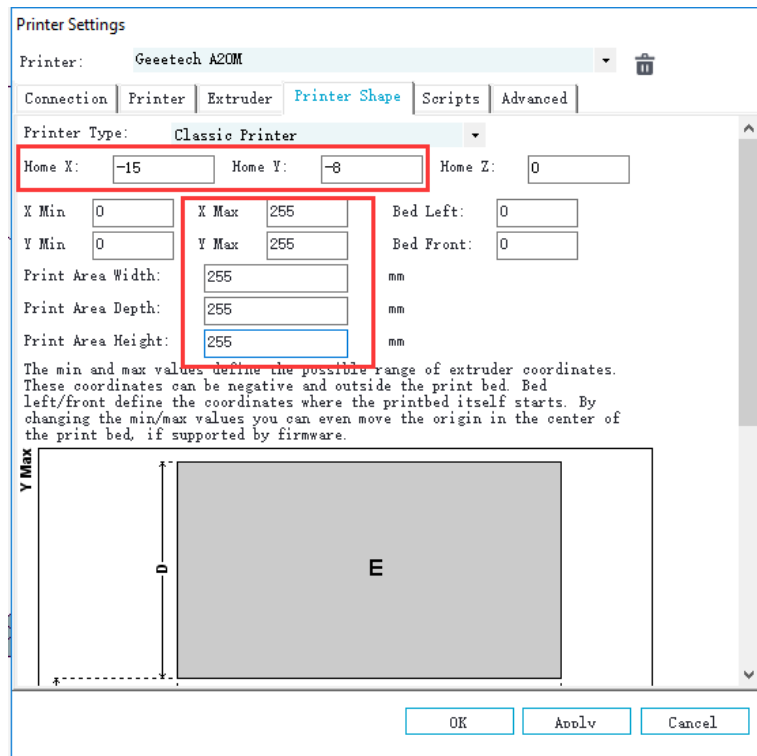 Printer Settings
Printer: Geeetech A20M
Connection Printer Extruder Printer Shape Scripts Advanced
Printer Type: Classic Printer
Home X: -15 Home Y: -8 Home Z: 0
X Min 0 X Max 255 Bed Left: 0
Y Min 0 Y Max 255 Bed Front: 0
Print Area Width: 255 mm
Print Area Depth: 255 mm
Print Area Height: 255 mm
The min and max values define the possible range of extruder coordinates.
These coordinates can be negative and outside the print bed. Bed
left/front define the coordinates where the printbed itself starts. By
changing the min/max values you can even move the origin in the center of
the print bed, if supported by firmware.
Y Max
D
E
OK Apply Cancel